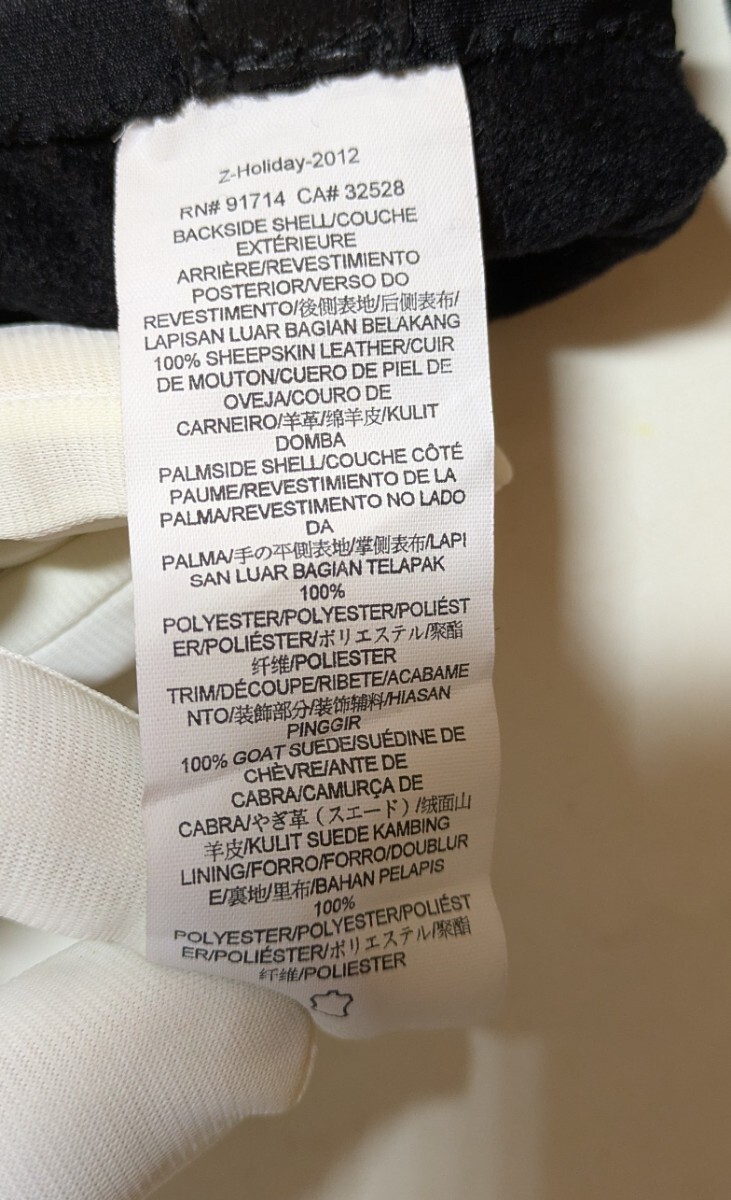 Z-Holiday-2012
RN# 91714 CA# 32528
BACKSIDE SHELL/COUCHE
EXTÉRIEURE
ARRIÈRE/REVESTIMIENTO
POSTERIOR/VERSO DO
REVESTIMENTO/後側表地/后侧表布/
LAPISAN LUAR BAGIAN BELAKANG
100% SHEEPSKIN LEATHER/CUIR
DE MOUTON/CUERO DE PIEL DE
OVEJA/COURO DE
CARNEIRO/羊革/绵羊皮/KULIT
DOMBA
PALMSIDE SHELL/COUCHE CÔTÉ
PAUME/REVESTIMIENTO DE LA
PALMA/REVESTIMENTO NO LADO
DA
PALMA/手の平側表地/掌侧表布/LAPI
SAN LUAR BAGIAN TELAPAK
100%
POLYESTER/POLYESTER/POLIÉST
ER/POLIÉSTER/ポリエステル/聚酯
纤维/POLIESTER
TRIM/DÉCOUPE/RIBETE/ACABAME
NTO/装飾部分/装饰辅料/HIASAN
PINGGIR
100% GOAT SUEDE/SUÉDINE DE
CHÈVRE/ANTE DE
CABRA/CAMURÇA DE
CABRA/やぎ革(スエード)/绒面山
羊皮/KULIT SUEDE KAMBING
LINING/FORRO/FORRO/DOUBLUR
E/裏地/里布/BAHAN PELAPIS
100%
POLYESTER/POLYESTER/POLIÉST
ER/POLIÉSTER/ポリエステル/聚酯
纤维/POLIESTER